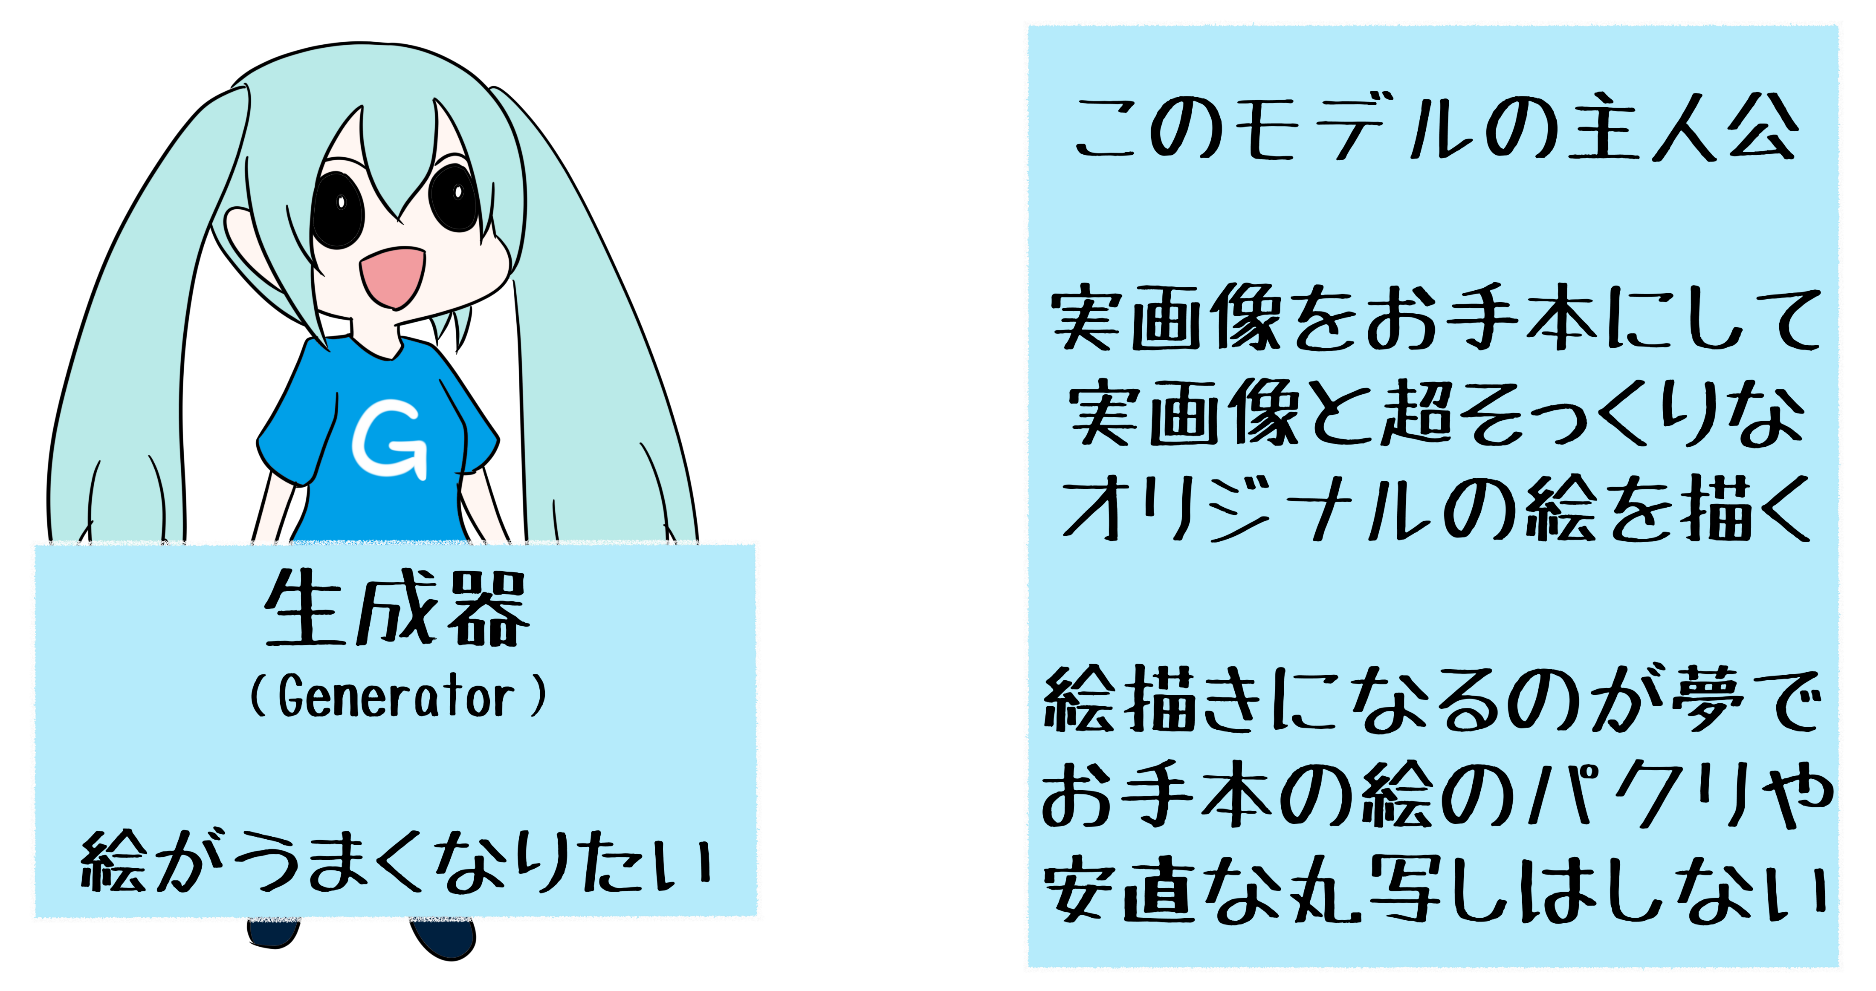 G
生成器
(Generator)
絵がうまくなりたい
このモデルの主人公
実画像をお手本にして
実画像と超そっくりな
オリジナルの絵を描く
絵描きになるのが夢で
お手本の絵のパクリや
安直な丸写しはしない